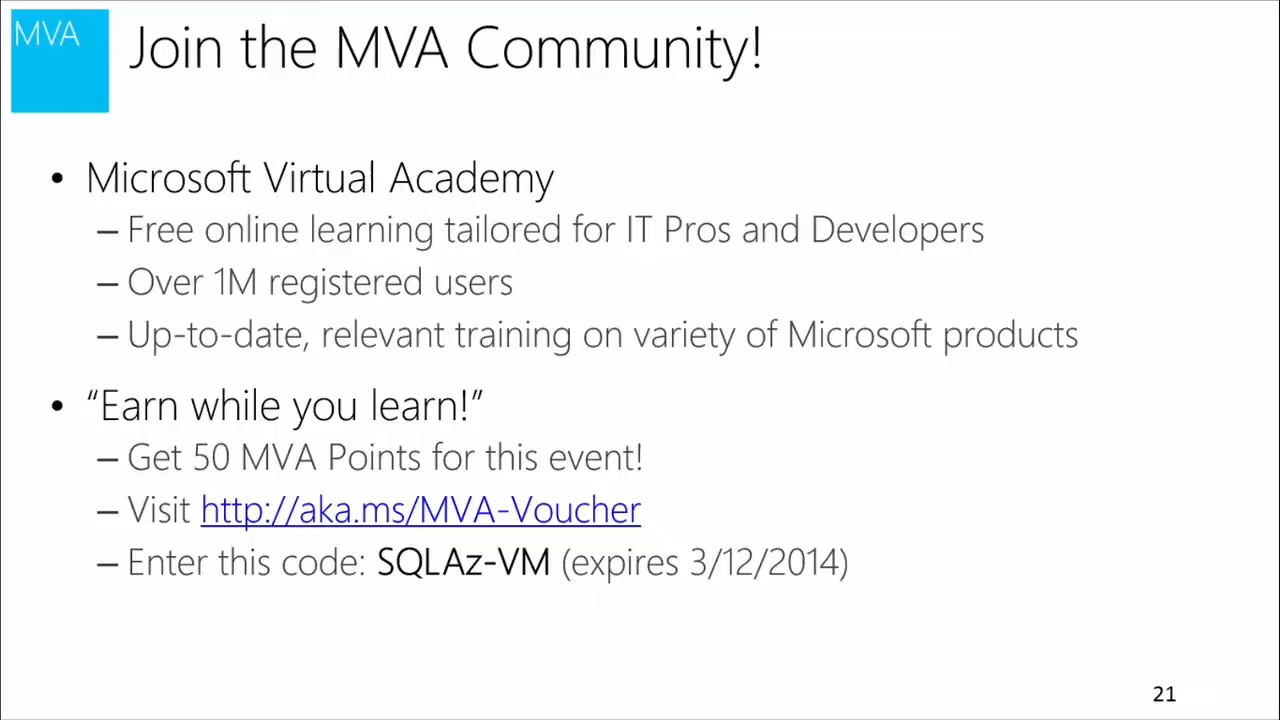 MVA
Join the MVA Community!
• Microsoft Virtual Academy
– Free online learning tailored for IT Pros and Developers
– Over 1M registered users
– Up-to-date, relevant training on variety of Microsoft products
• “Earn while you learn!”
– Get 50 MVA Points for this event!
– Visit http://aka.ms/MVA-Voucher
– Enter this code: SQLAz-VM (expires 3/12/2014)
21